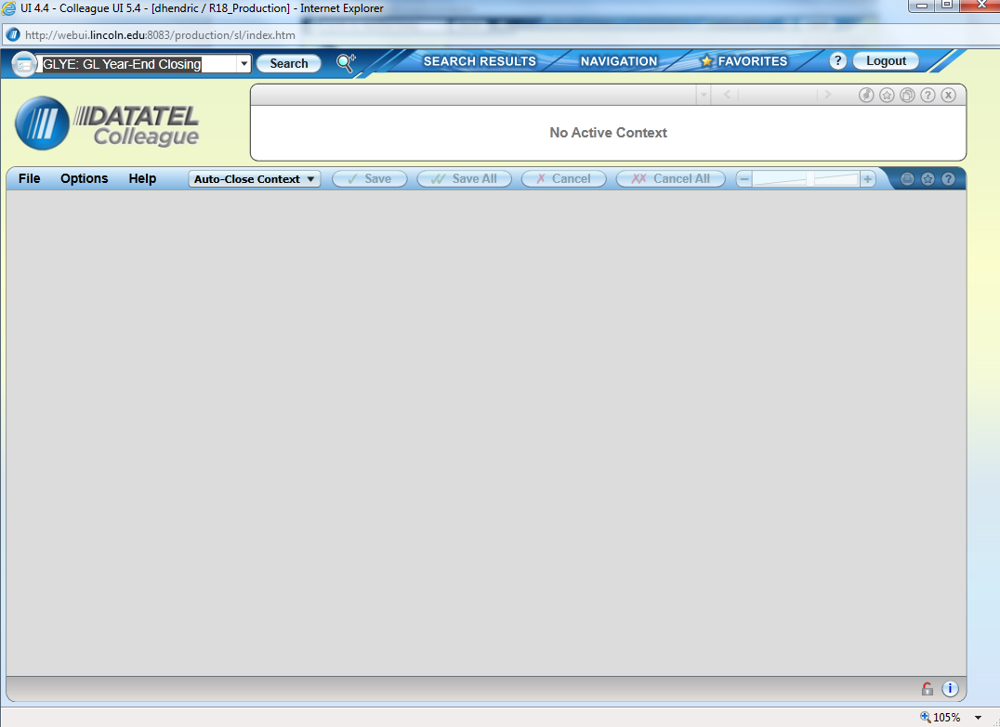 UI 4.4 - Colleague UI 5.4 - [dhendric / R18_Production] - Internet Explorer
http://webui.lincoln.edu:8083/production/sl/index.htm
GLYE: GL Year-End Closing Search SEARCH RESULTS NAVIGATION FAVORITES ? Logout
DATATEL
Colleague
No Active Context
File Options Help Auto-Close Context Save Save All Cancel Cancel All
105%